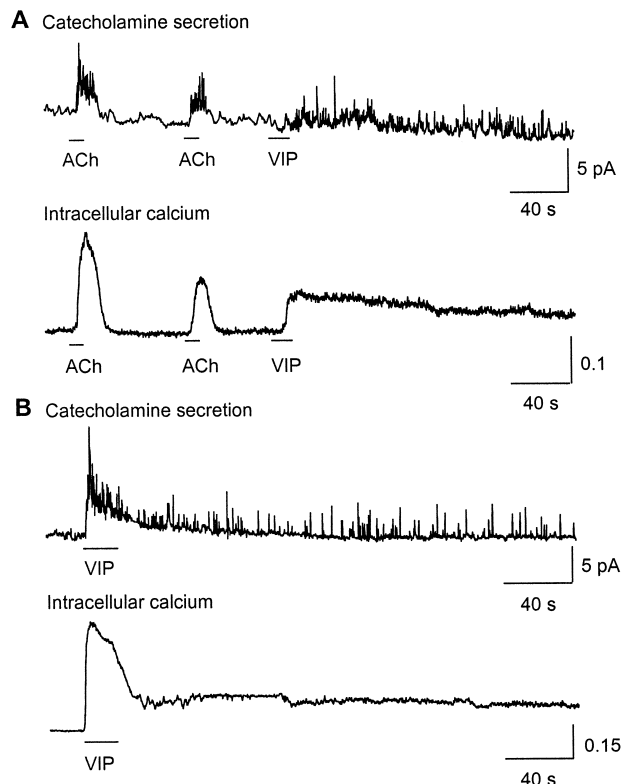 A Catecholamine secretion
ACh ACh VIP
5 pA
40 s
Intracellular calcium
ACh ACh VIP
0.1
40 s
B Catecholamine secretion
VIP
5 pA
40 s
Intracellular calcium
VIP
0.15
40 s